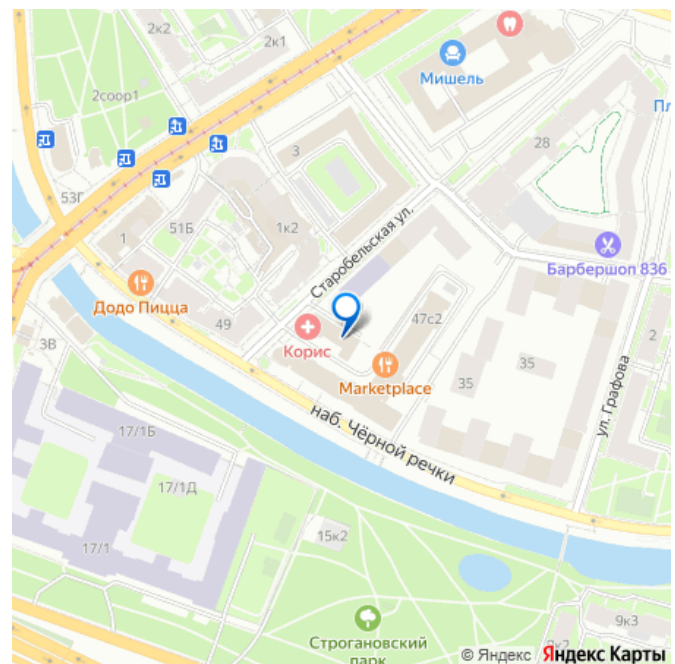 2к2
2к1
2соор1
Мишель
Пл
28
3
53Г
51Б
1к2
1
Старобельская ул.
Барбершоп 836
Додо Пицца
49
47с2
Корис
2
3В
35
Marketplace
35
ул. Графова
наб. Чёрной речки
17/1Б
17/1Д
15к2
17/1
9к3
Строгановский
парк
© Яндекс Яндекс Карты